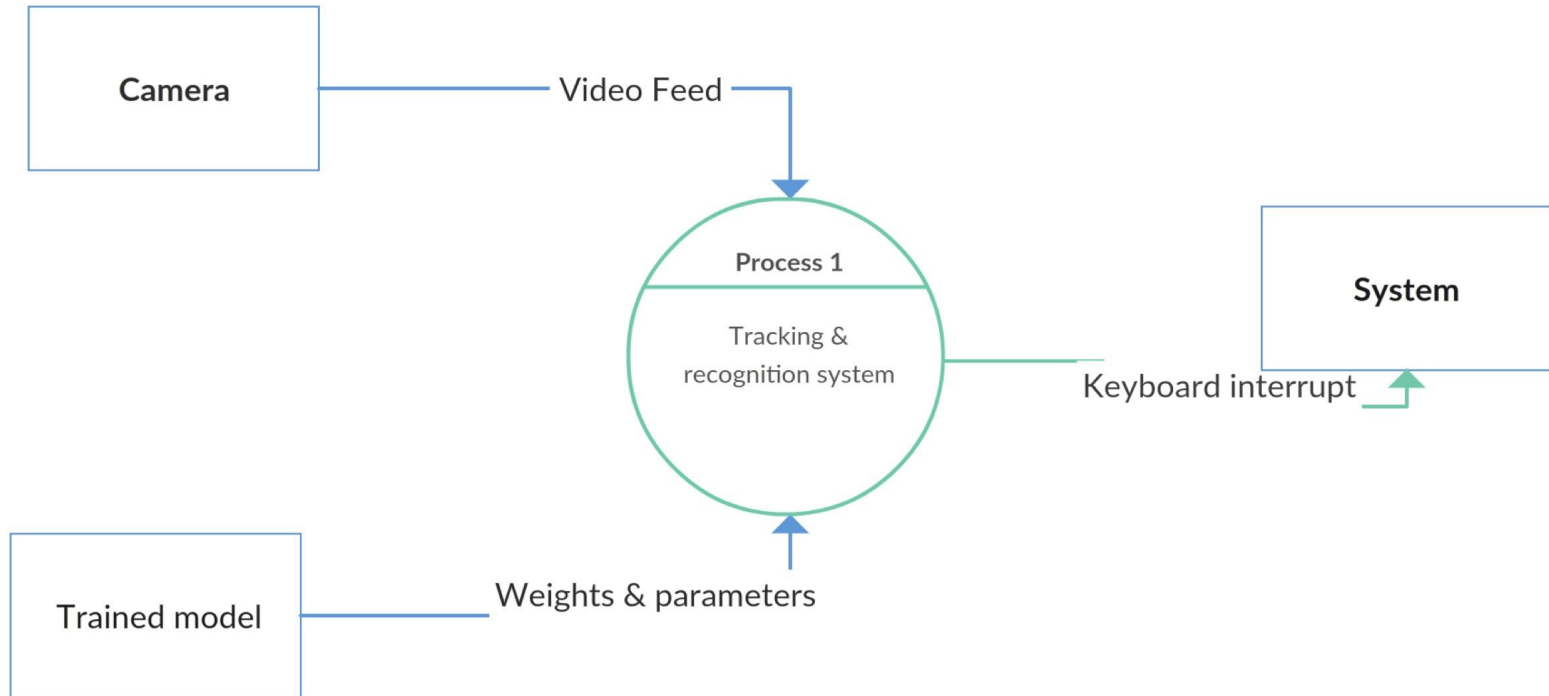 Camera
Video Feed
Process 1
System
Tracking &
recognition system
Keyboard interrupt
Weights & parameters
Trained model